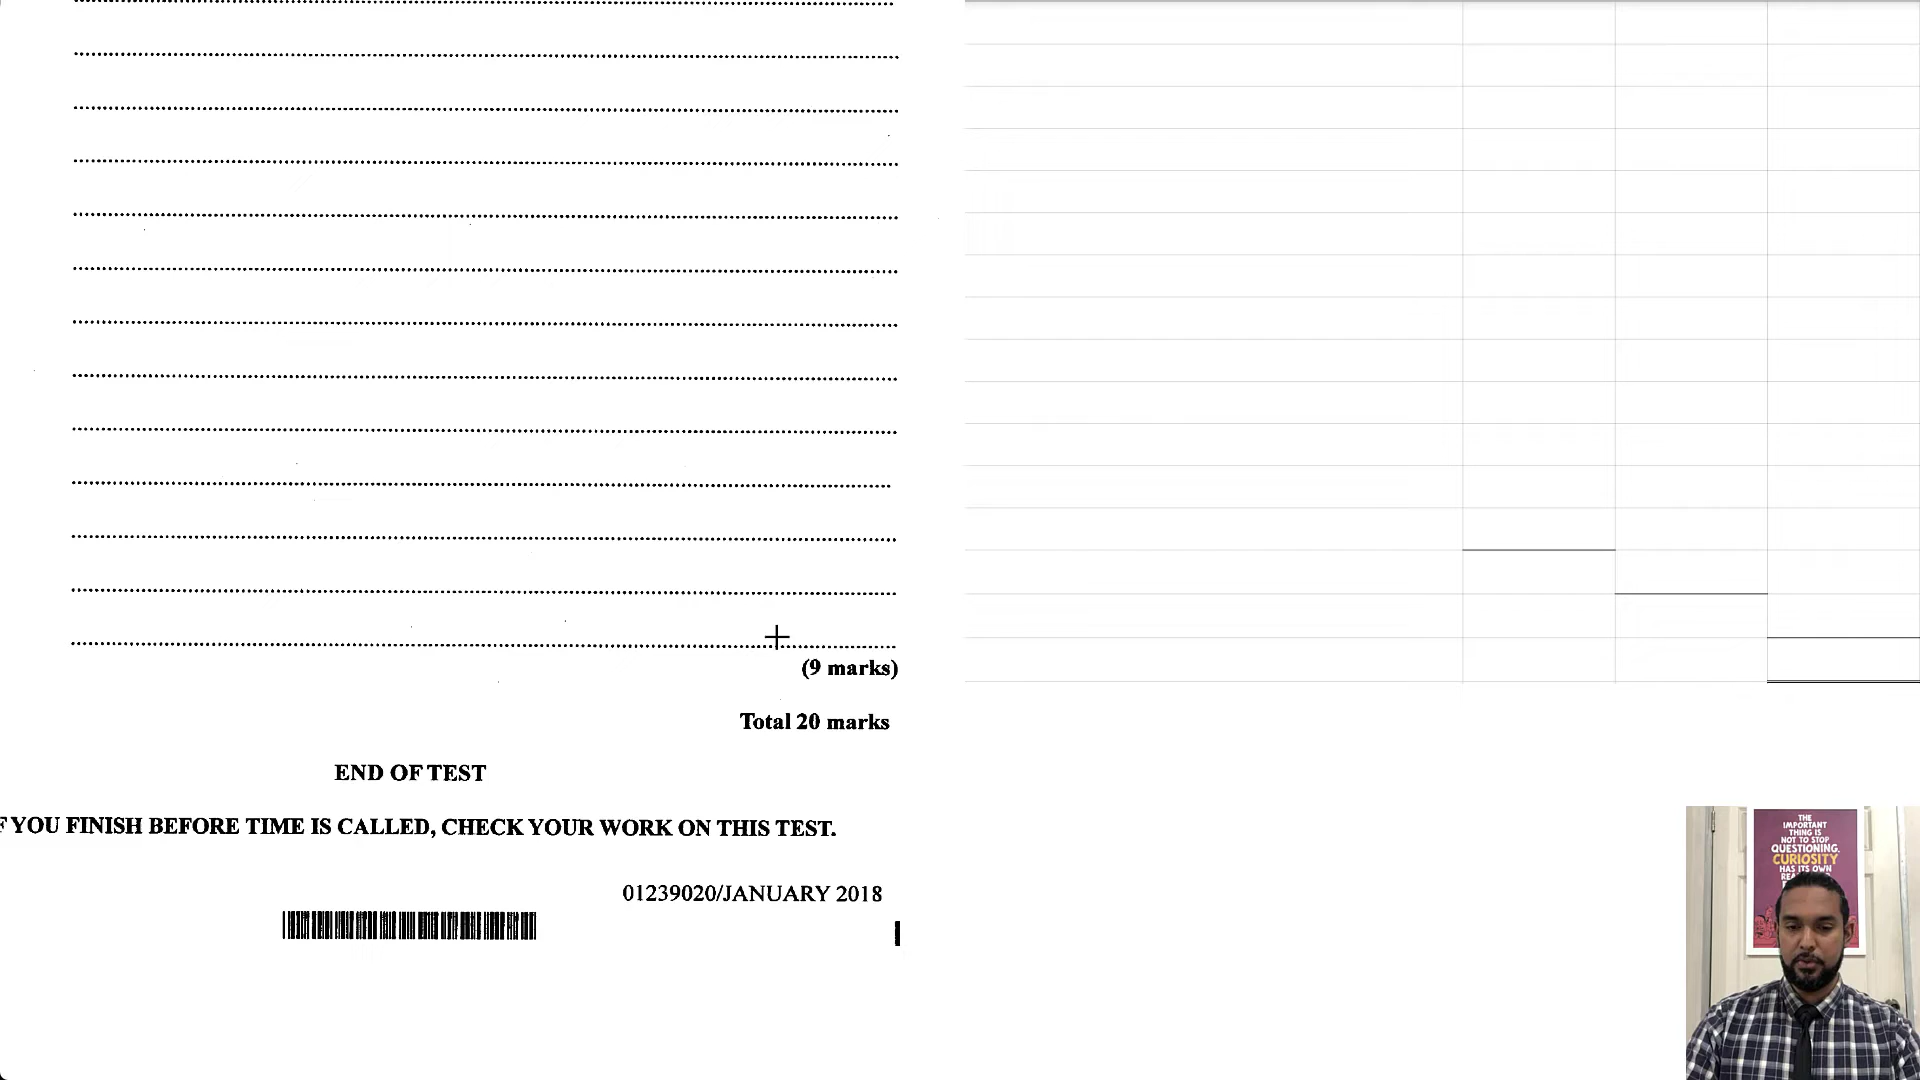 (9 marks)
Total 20 marks
END OF TEST
F YOU FINISH BEFORE TIME IS CALLED, CHECK YOUR WORK ON THIS TEST.
01239020/JANUARY 2018
THE
IMPORTANT
THING IS
NOT TO STOP
QUESTIONING.
CURIOSITY
HAS ITS OWN